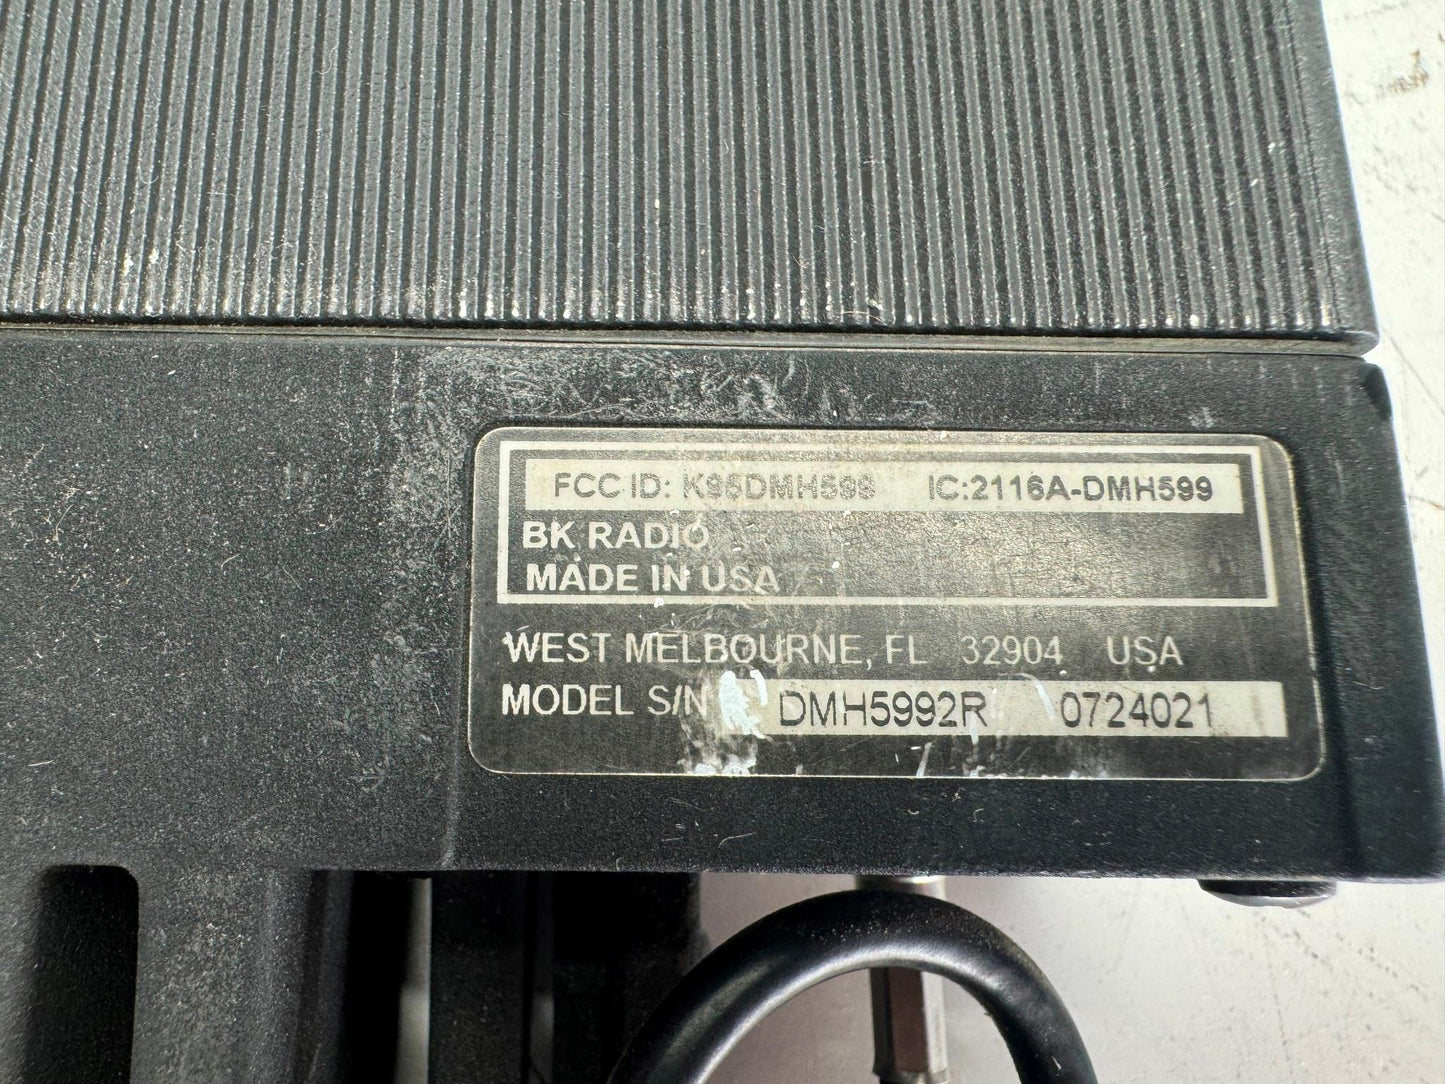 FCC ID: K95DMH599 IC:2116A-DMH599
BK RADIO
MADE IN USA
WEST MELBOURNE, FL 32904 USA
MODEL S/N DMH5992R 0724021